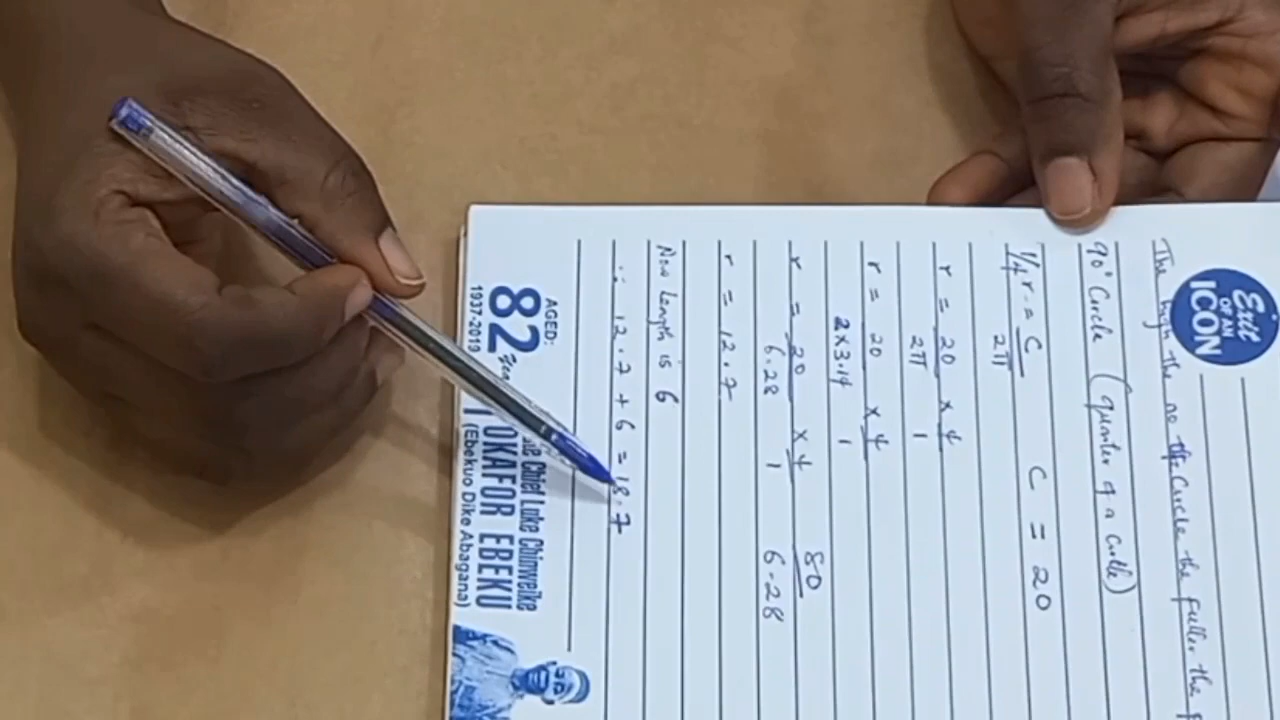 Exit
OF AN
ICON
The high the no of the Circle the fuller the
90° Circle (quarter of a circle)
1/4 r = C C = 20
2π
r = 20 x 4
2π 1
r = 20 x 4
2 x 3.14 1
r = 20 x 4 80
6.28 1 6.28
r = 12.7
Now Length is 6
∴ 12.7 + 6 = 18.7
AGED:
82
1937-2019
Chief Luke Chinweike
OKAFOR EBEKU
(Ebekuo Dike Abagana)